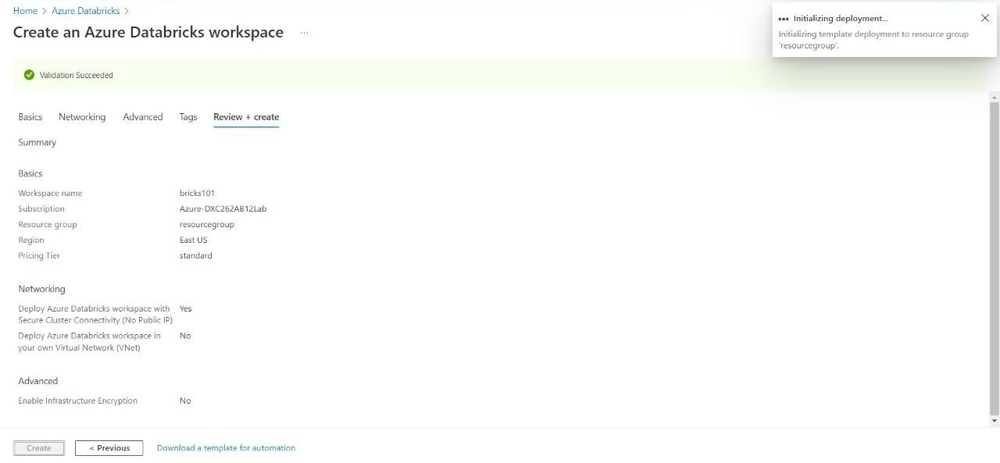 Home > Azure Databricks >
Create an Azure Databricks workspace ...
Initializing deployment...
Initializing template deployment to resource group
'resourcegroup'.
Validation Succeeded
Basics Networking Advanced Tags Review + create
Summary
Basics
Workspace name bricks101
Subscription Azure-DXC262AB12Lab
Resource group resourcegroup
Region East US
Pricing Tier standard
Networking
Deploy Azure Databricks workspace with Yes
Secure Cluster Connectivity (No Public IP)
Deploy Azure Databricks workspace in No
your own Virtual Network (VNet)
Advanced
Enable Infrastructure Encryption No
Create < Previous Download a template for automation